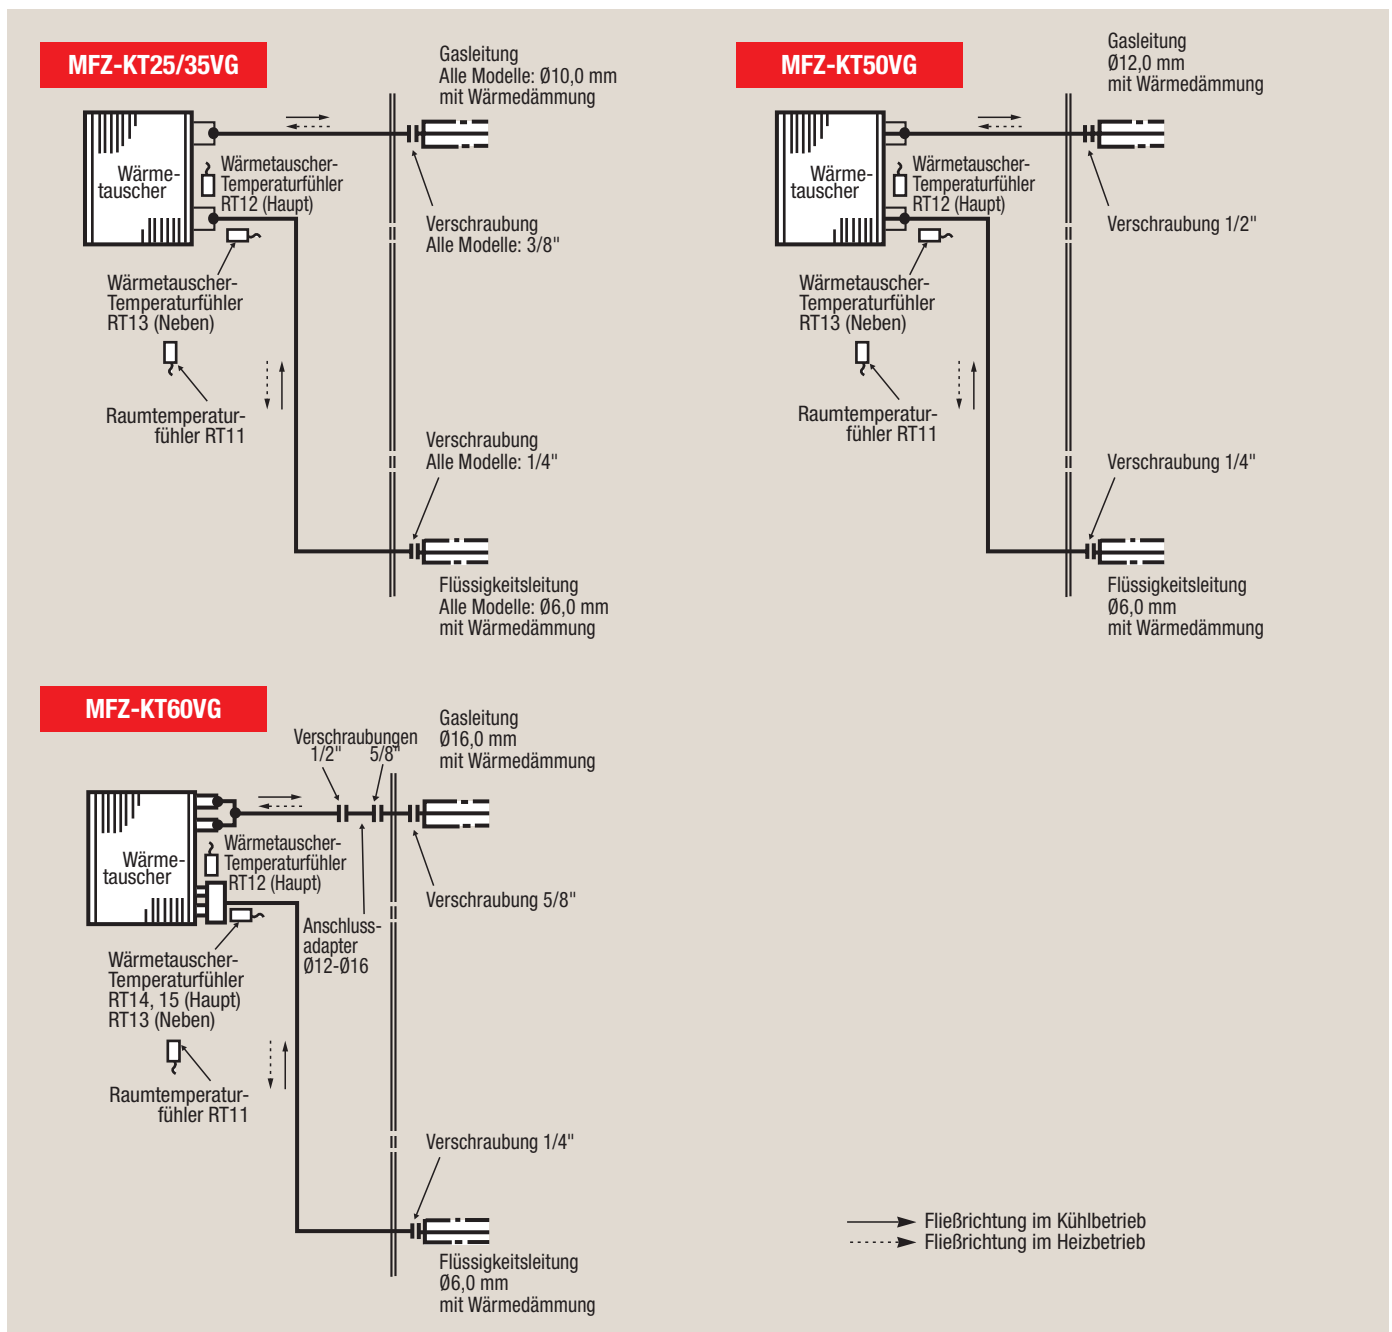 MFZ-KT25/35VG
Gasleitung
Alle Modelle: Ø10,0 mm
mit Wärmedämmung
Wärme-
tauscher
Wärmetauscher-
Temperaturfühler
RT12 (Haupt)
Verschraubung
Alle Modelle: 3/8"
Wärmetauscher-
Temperaturfühler
RT13 (Neben)
Raumtemperatur-
fühler RT11
Verschraubung
Alle Modelle: 1/4"
Flüssigkeitsleitung
Alle Modelle: Ø6,0 mm
mit Wärmedämmung
MFZ-KT50VG
Gasleitung
Ø12,0 mm
mit Wärmedämmung
Wärme-
tauscher
Wärmetauscher-
Temperaturfühler
RT12 (Haupt)
Verschraubung 1/2"
Wärmetauscher-
Temperaturfühler
RT13 (Neben)
Raumtemperatur-
fühler RT11
Verschraubung 1/4"
Flüssigkeitsleitung
Ø6,0 mm
mit Wärmedämmung
MFZ-KT60VG
Verschraubungen
1/2" 5/8"
Gasleitung
Ø16,0 mm
mit Wärmedämmung
Wärme-
tauscher
Wärmetauscher-
Temperaturfühler
RT12 (Haupt)
Verschraubung 5/8"
Anschluss-
adapter
Ø12-Ø16
Wärmetauscher-
Temperaturfühler
RT14, 15 (Haupt)
RT13 (Neben)
Raumtemperatur-
fühler RT11
Verschraubung 1/4"
Flüssigkeitsleitung
Ø6,0 mm
mit Wärmedämmung
Fließrichtung im Kühlbetrieb
Fließrichtung im Heizbetrieb